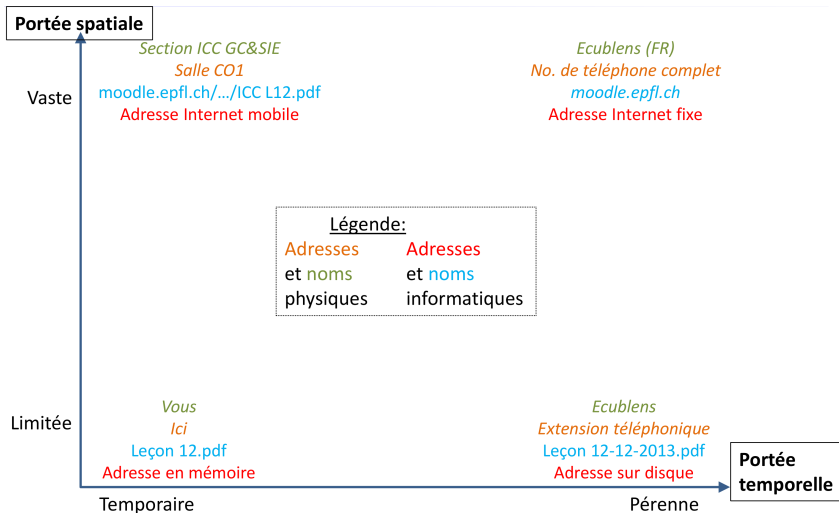 Portée spatiale
Section ICC GC&SIE
Salle CO1
moodle.epfl.ch/…/ICC L12.pdf
Adresse Internet mobile
Ecublens (FR)
No. de téléphone complet
moodle.epfl.ch
Adresse Internet fixe
Vaste
Légende:
Adresses Adresses
et noms et noms
physiques informatiques
Limitée
Vous
Ici
Leçon 12.pdf
Adresse en mémoire
Ecublens
Extension téléphonique
Leçon 12-12-2013.pdf
Adresse sur disque
Portée
temporelle
Temporaire
Pérenne